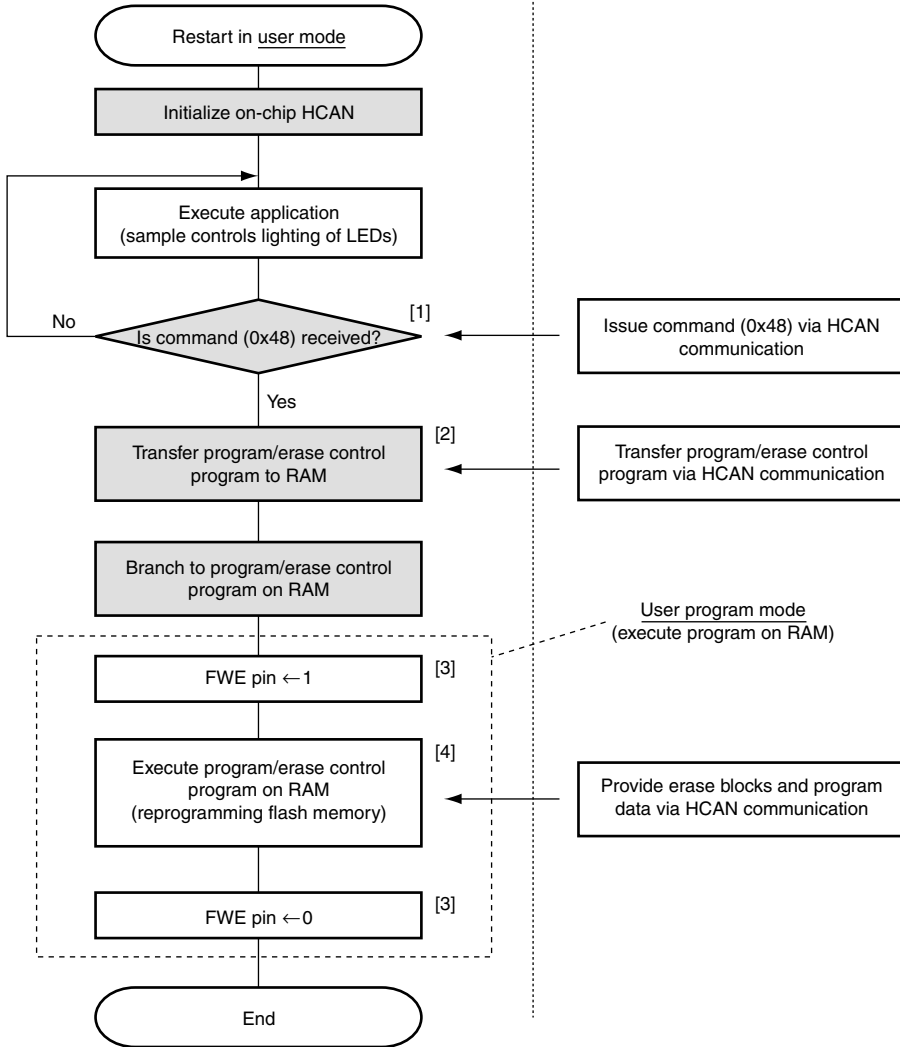 Restart in user mode
Initialize on-chip HCAN
Execute application
(sample controls lighting of LEDs)
[1]
No
Is command (0x48) received?
Issue command (0x48) via HCAN
communication
Yes
[2]
Transfer program/erase control
program to RAM
Transfer program/erase control
program via HCAN communication
Branch to program/erase control
program on RAM
User program mode
(execute program on RAM)
[3]
FWE pin ←1
[4]
Execute program/erase control
program on RAM
(reprogramming flash memory)
Provide erase blocks and program
data via HCAN communication
[3]
FWE pin ←0
End